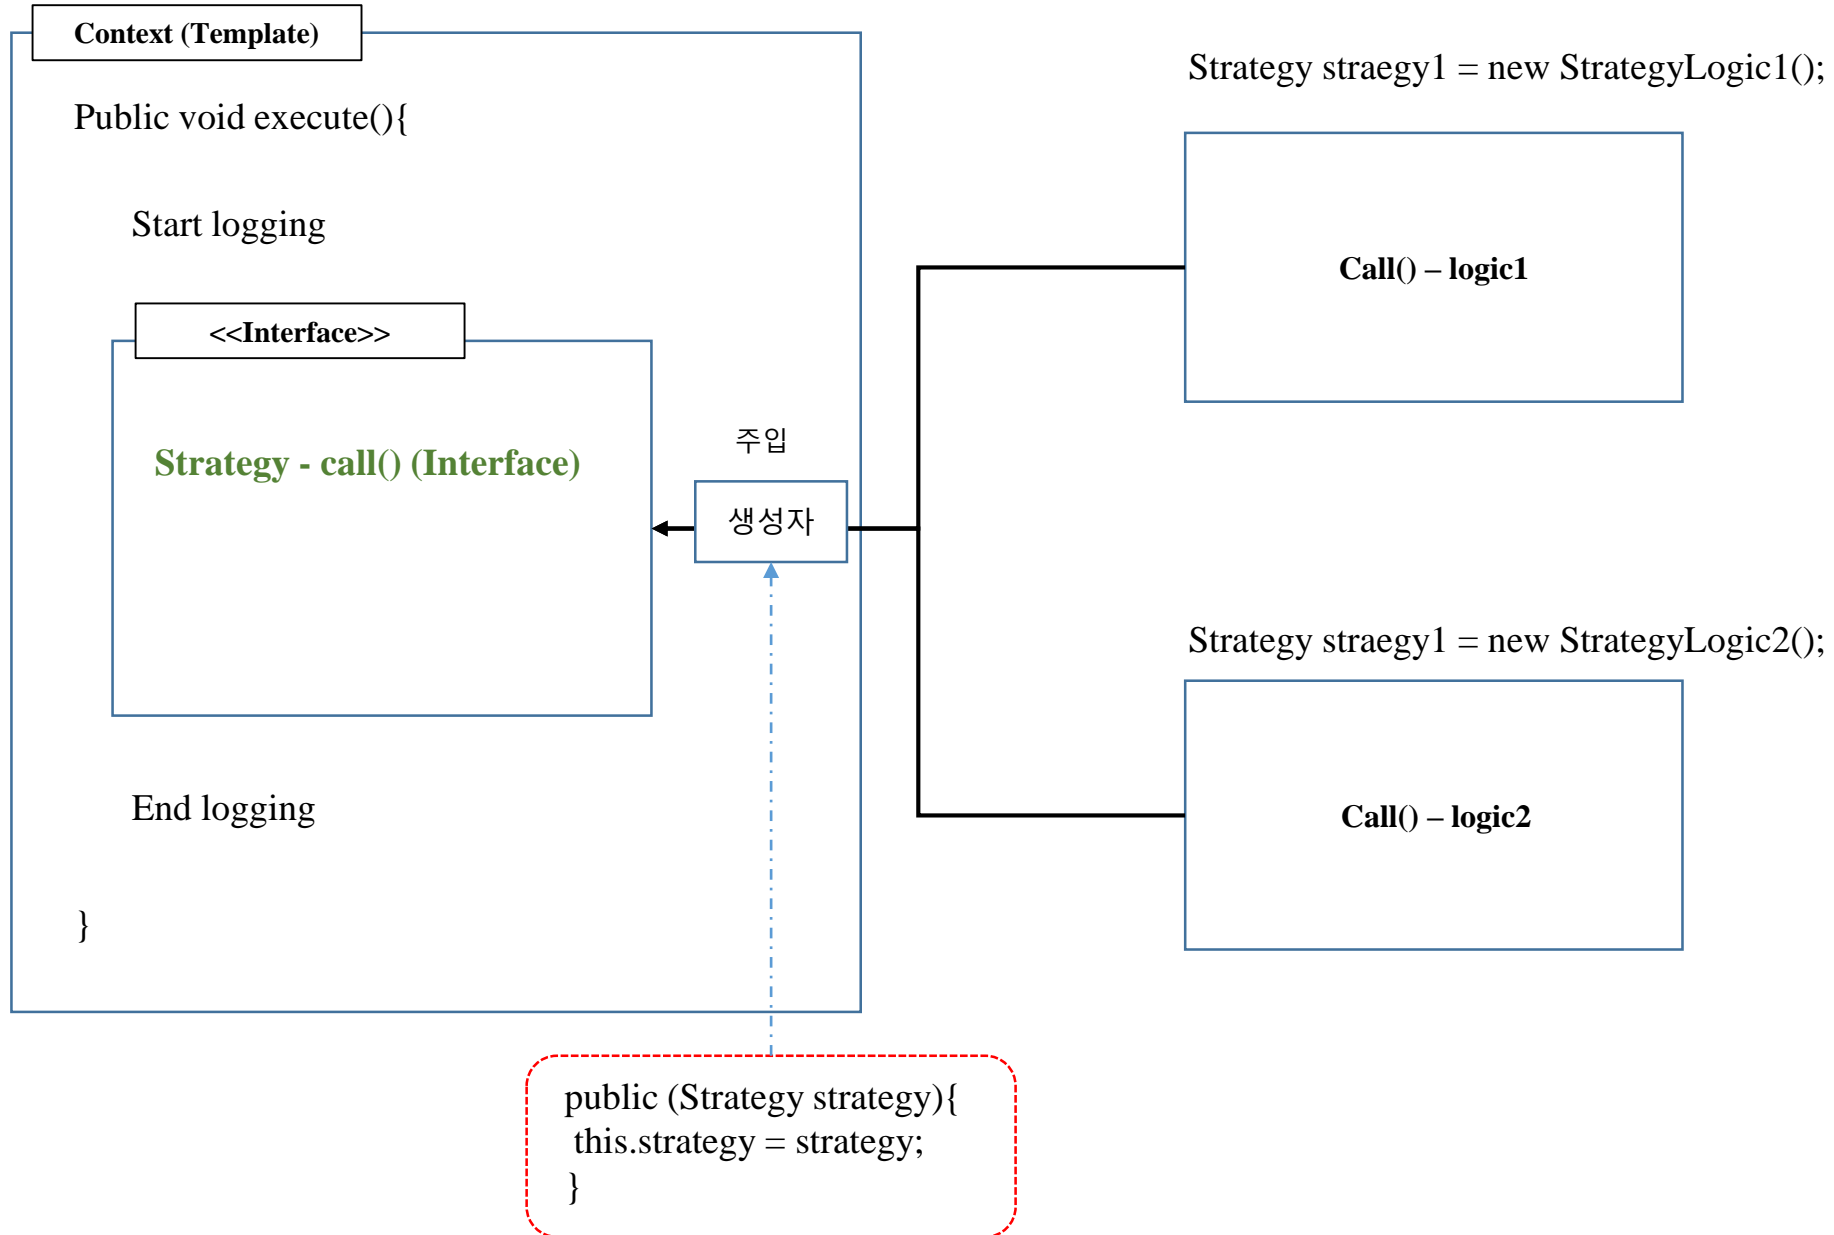 Context (Template)
Public void execute(){
Start logging
<<Interface>>
Strategy - call() (Interface)
주입
생성자
End logging
}
Strategy straegy1 = new StrategyLogic1();
Call() – logic1
Strategy straegy1 = new StrategyLogic2();
Call() – logic2
public (Strategy strategy){
this.strategy = strategy;
}